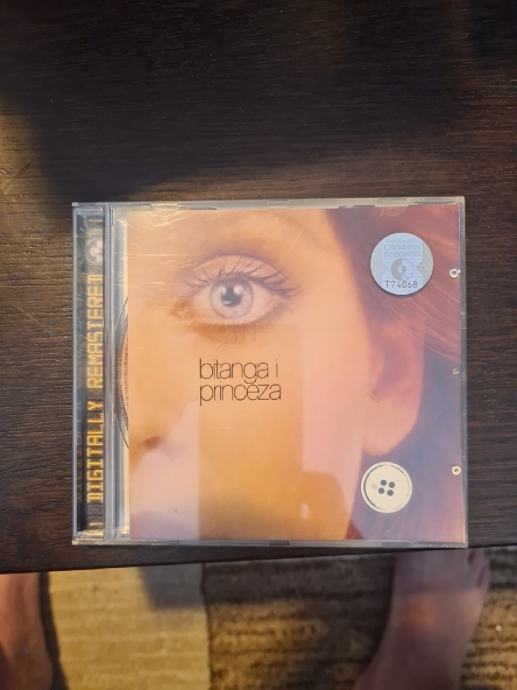 DIGITALLY REMASTERED
CROATIA
RECORDS
T74068
bitanga i
princeza